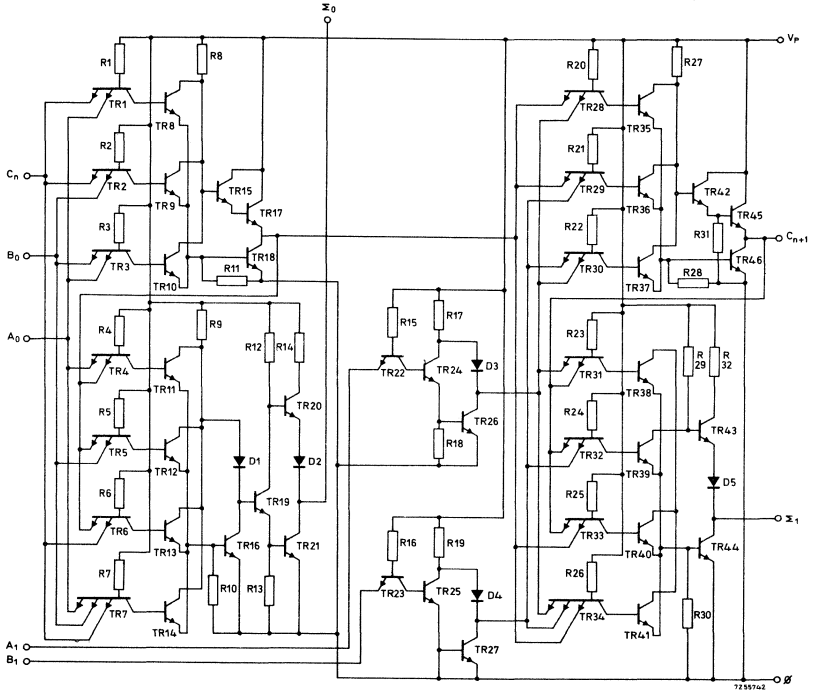 Σ0
VP
R1
R8
R20
R27
TR1
TR8
TR28
TR35
R2
R21
Cn
TR2
TR9
TR15
TR29
TR36
TR42
TR17
TR45
R3
R22
R31
Cn+1
B0
TR3
TR10
TR18
R11
TR30
TR37
TR46
R28
A0
R4
R9
R12
R14
R15
R17
R23
R29
R32
TR4
TR11
TR22
TR24
D3
TR31
TR38
R5
TR20
R24
TR43
TR5
TR12
D1
D2
R18
TR26
TR32
TR39
R6
TR19
R25
D5
TR6
TR13
TR16
TR21
R16
R19
TR33
TR40
TR44
Σ1
R7
R10
R13
R26
TR7
TR14
TR23
TR25
D4
TR34
TR41
R30
A1
B1
TR27
7255742
Ø